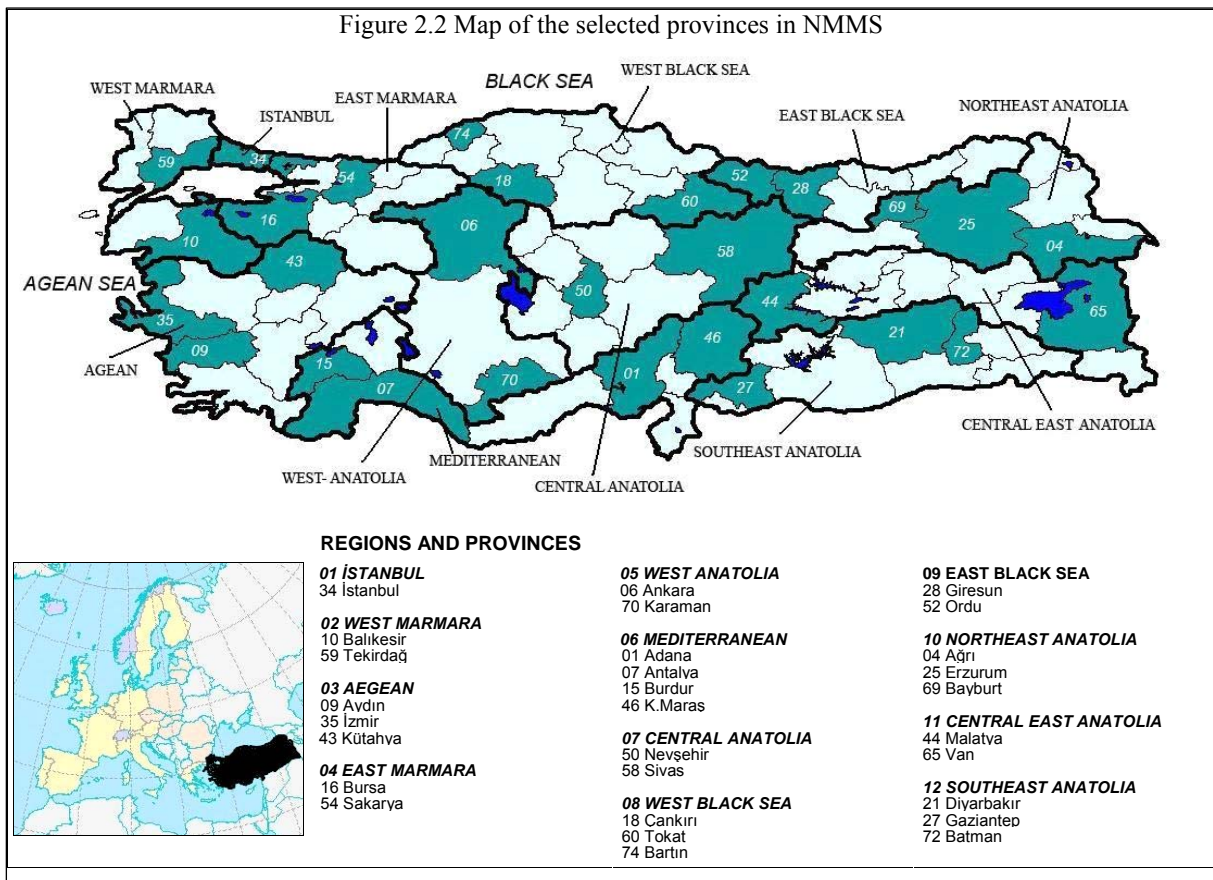 Figure 2.2 Map of the selected provinces in NMMS
WEST BLACK SEA
BLACK SEA
WEST MARMARA
EAST MARMARA
NORTHEAST ANATOLIA
ISTANBUL
EAST BLACK SEA
74
59
34
54
18
52
28
60
69
16
06
25
10
58
04
43
AGEAN SEA
50
44
65
35
21
46
09
72
AGEAN
15
01
70
27
07
CENTRAL EAST ANATOLIA
SOUTHEAST ANATOLIA
MEDITERRANEAN
WEST- ANATOLIA
CENTRAL ANATOLIA
REGIONS AND PROVINCES
01 İSTANBUL
34 İstanbul
02 WEST MARMARA
10 Balıkesir
59 Tekirdağ
03 AEGEAN
09 Aydın
35 İzmir
43 Kütahya
04 EAST MARMARA
16 Bursa
54 Sakarya
05 WEST ANATOLIA
06 Ankara
70 Karaman
06 MEDITERRANEAN
01 Adana
07 Antalya
15 Burdur
46 K.Maraş
07 CENTRAL ANATOLIA
50 Nevşehir
58 Sivas
08 WEST BLACK SEA
18 Çankırı
60 Tokat
74 Bartın
09 EAST BLACK SEA
28 Giresun
52 Ordu
10 NORTHEAST ANATOLIA
04 Ağrı
25 Erzurum
69 Bayburt
11 CENTRAL EAST ANATOLIA
44 Malatya
65 Van
12 SOUTHEAST ANATOLIA
21 Diyarbakır
27 Gaziantep
72 Batman